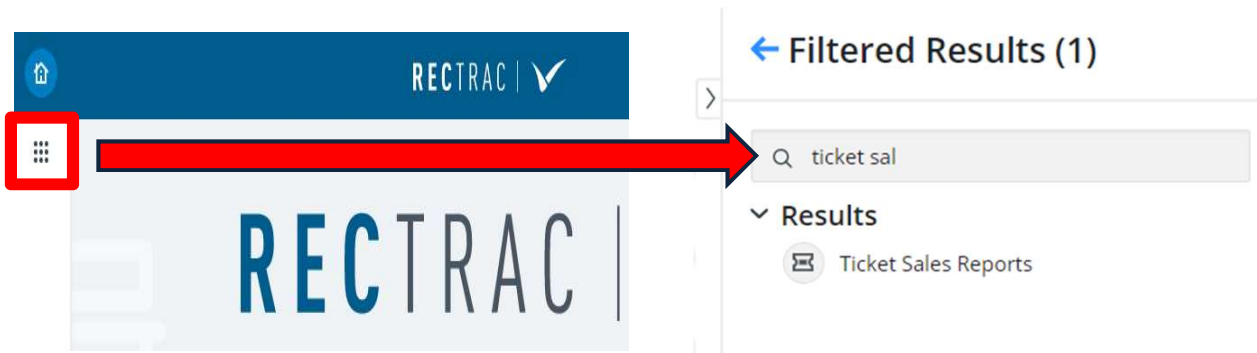 RECTRAC
RECTRAC
Filtered Results (1)
ticket sal
Results
Ticket Sales Reports